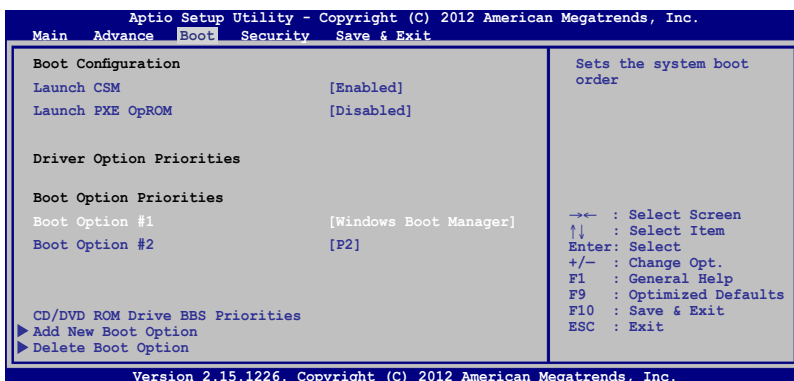 Aptio Setup Utility - Copyright (C) 2012 American Megatrends, Inc.
Main Advance Boot Security Save & Exit
Boot Configuration
Launch CSM [Enabled]
Launch PXE OpROM [Disabled]
Driver Option Priorities
Boot Option Priorities
Boot Option #1 [Windows Boot Manager]
Boot Option #2 [P2]
CD/DVD ROM Drive BBS Priorities
Add New Boot Option
Delete Boot Option
Sets the system boot
order
→← : Select Screen
↑↓ : Select Item
Enter: Select
+/— : Change Opt.
F1 : General Help
F9 : Optimized Defaults
F10 : Save & Exit
ESC : Exit
Version 2.15.1226. Copyright (C) 2012 American Megatrends, Inc.